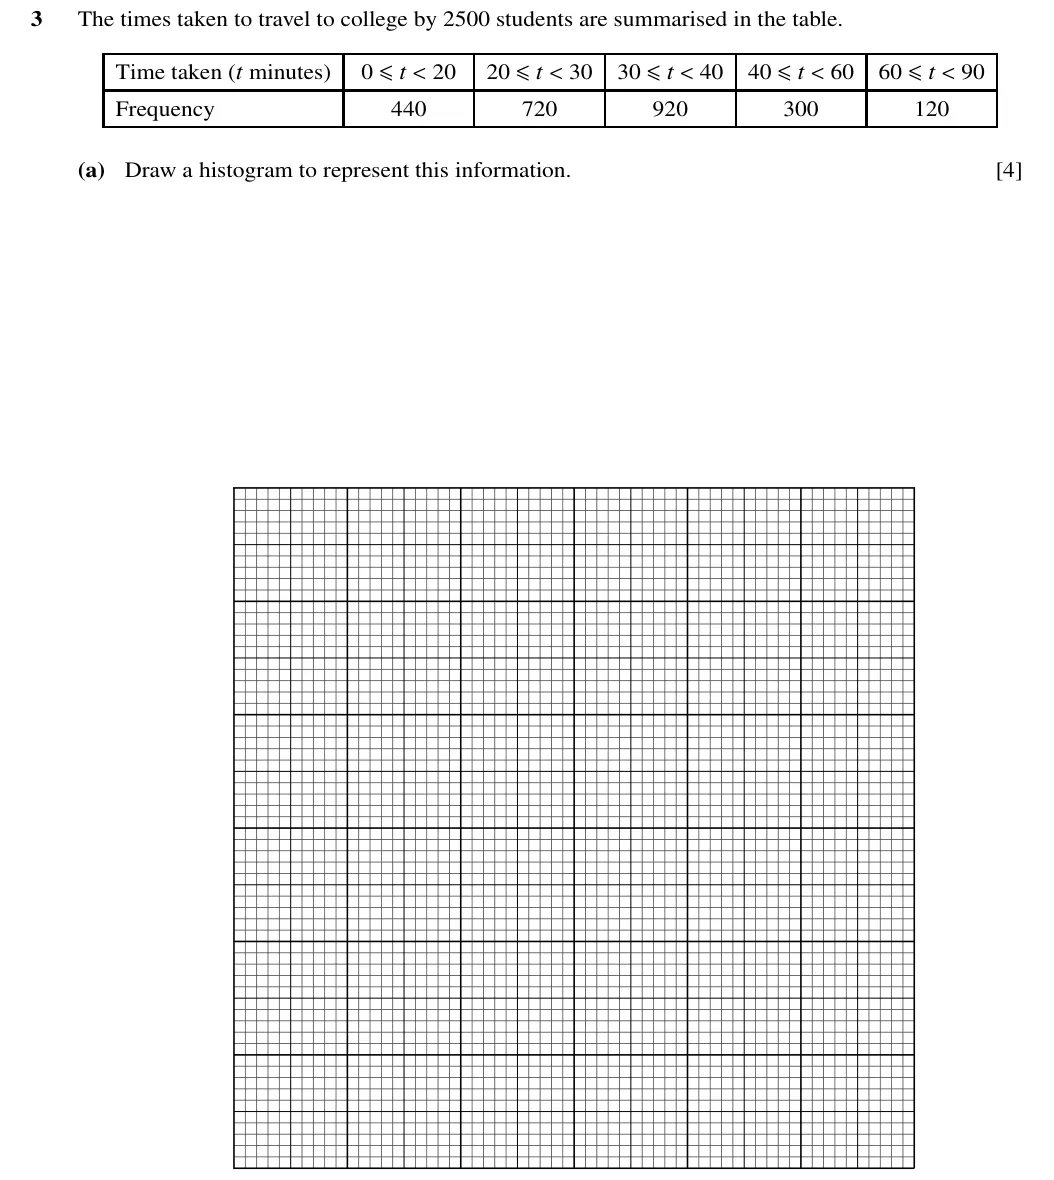 3 The times taken to travel to college by 2500 students are summarised in the table.
Time taken (t minutes) 0 ⩽ t < 20 20 ⩽ t < 30 30 ⩽ t < 40 40 ⩽ t < 60 60 ⩽ t < 90
Frequency 440 720 920 300 120
(a) Draw a histogram to represent this information. [4]